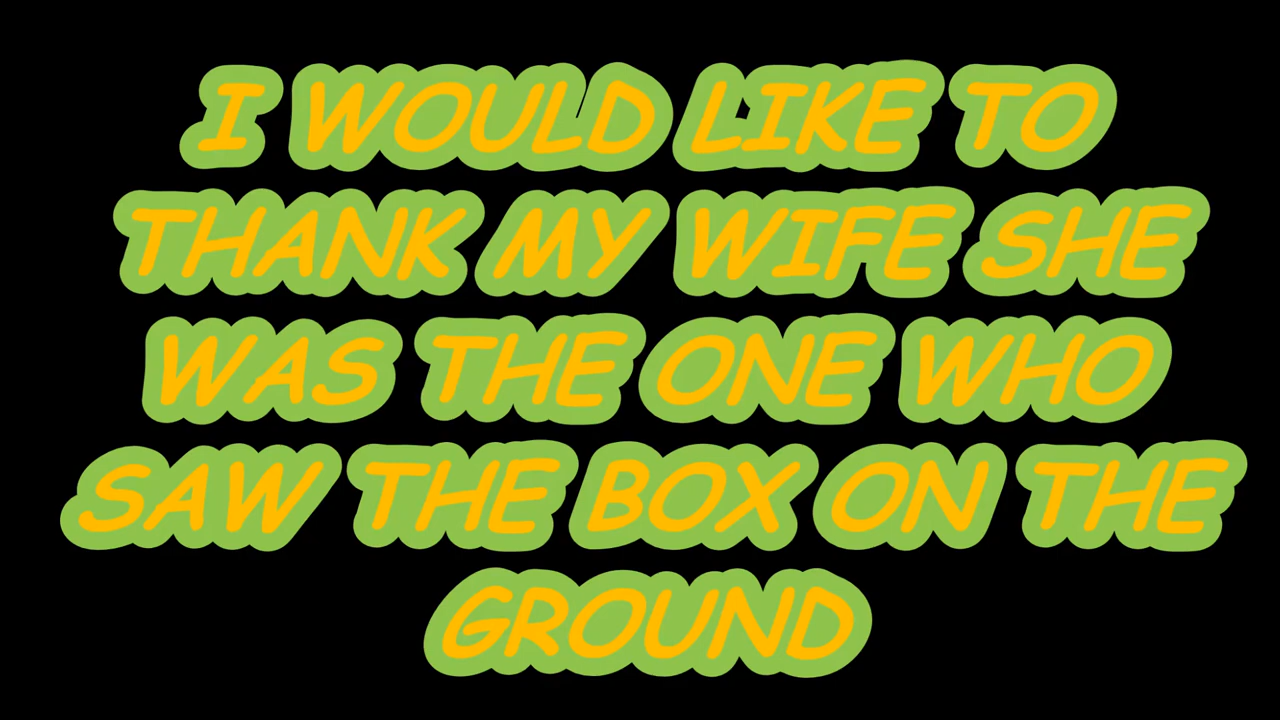 I WOULD LIKE TO
THANK MY WIFE SHE
WAS THE ONE WHO
SAW THE BOX ON THE
GROUND